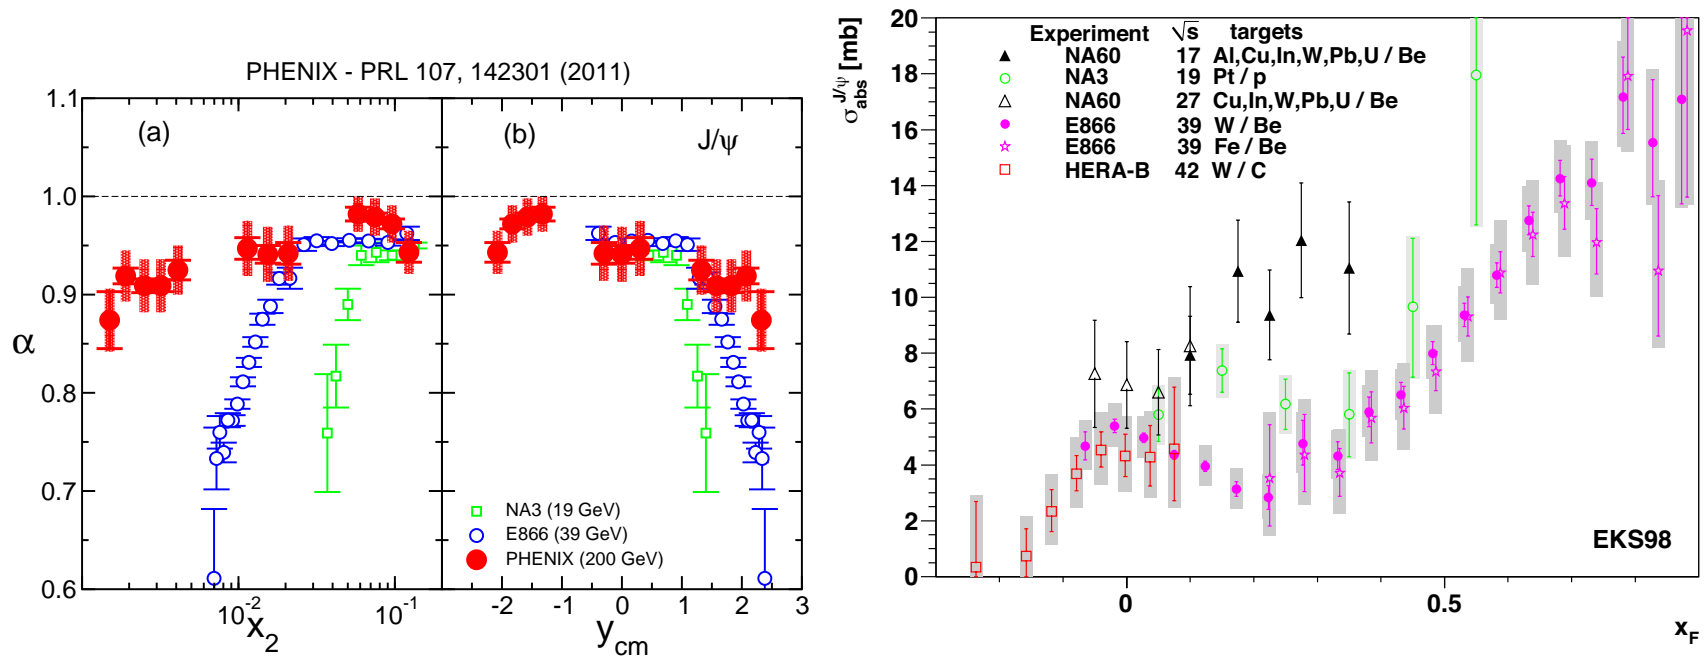 PHENIX - PRL 107, 142301 (2011)
1.1
1.0
0.9
0.8
0.7
0.6
α
(a)
(b)
J/ψ
NA3 (19 GeV)
E866 (39 GeV)
PHENIX (200 GeV)
10-2
10-1
x2
-2
-1
0
1
2
3
ycm
σabs J/ψ [mb]
20
18
16
14
12
10
8
6
4
2
0
Experiment √s targets
NA60 17 Al,Cu,In,W,Pb,U / Be
NA3 19 Pt / p
NA60 27 Cu,In,W,Pb,U / Be
E866 39 W / Be
E866 39 Fe / Be
HERA-B 42 W / C
EKS98
0
0.5
xF